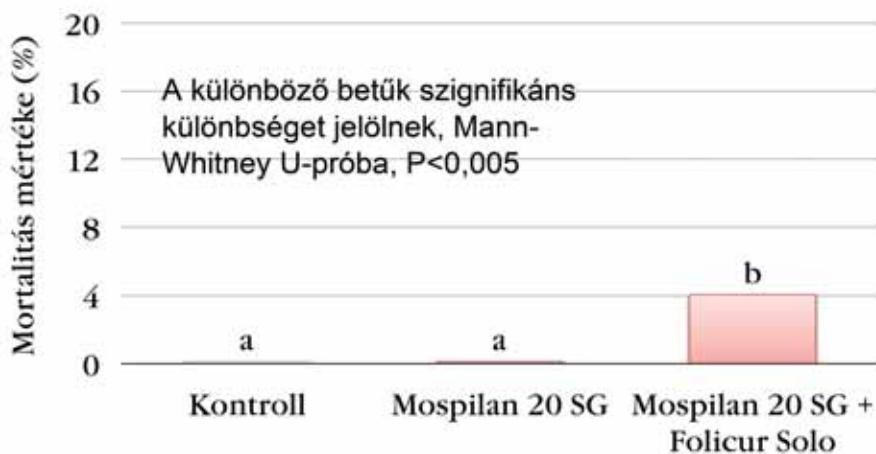 Mortalitás mértéke (%)
20
16
12
8
4
0
A különböző betűk szignifikáns
különbséget jelölnek, Mann-
Whitney U-próba, P<0,005
a
a
b
Kontroll
Mospilan 20 SG
Mospilan 20 SG +
Folicur Solo